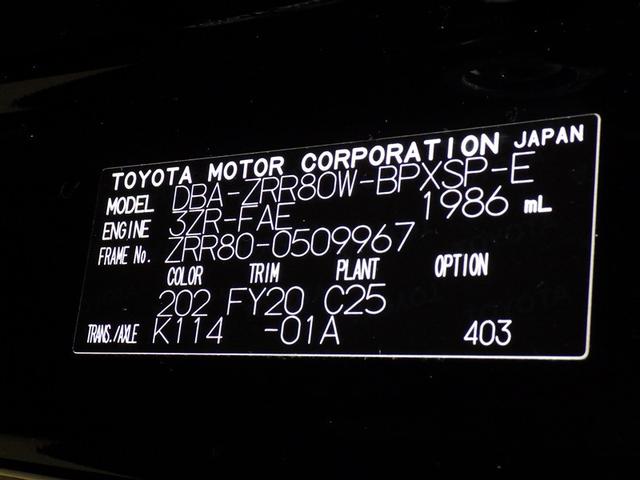 TOYOTA MOTOR CORPORATION JAPAN
MODEL DBA-ZRR80W-BPXSP-E
ENGINE 3ZR-FAE 1986 mL
FRAME No. ZRR80-0509967
COLOR TRIM PLANT OPTION
202 FY20 C25
TRANS./AXLE K114 -01A 403